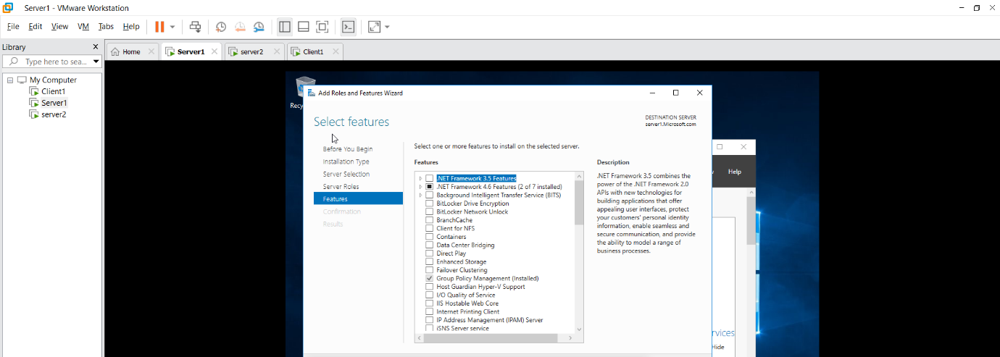 Server1 - VMware Workstation
File Edit View VM Tabs Help
Library
Type here to sea...
My Computer
Client1
Server1
server2
Home
Server1
server2
Client1
Add Roles and Features Wizard
Select features
DESTINATION SERVER
server1.Microsoft.com
Before You Begin
Installation Type
Server Selection
Server Roles
Features
Confirmation
Results
Select one or more features to install on the selected server.
Features
.NET Framework 3.5 Features
.NET Framework 4.6 Features (2 of 7 installed)
Background Intelligent Transfer Service (BITS)
BitLocker Drive Encryption
BitLocker Network Unlock
BranchCache
Client for NFS
Containers
Data Center Bridging
Direct Play
Enhanced Storage
Failover Clustering
Group Policy Management (Installed)
Host Guardian Hyper-V Support
I/O Quality of Service
IIS Hostable Web Core
Internet Printing Client
IP Address Management (IPAM) Server
iSNS Server service
Description
.NET Framework 3.5 combines the
power of the .NET Framework 2.0
APIs with new technologies for
building applications that offer
appealing user interfaces, protect
your customers' personal identity
information, enable seamless and
secure communication, and provide
the ability to model a range of
business processes.
Help
rvices
Hide